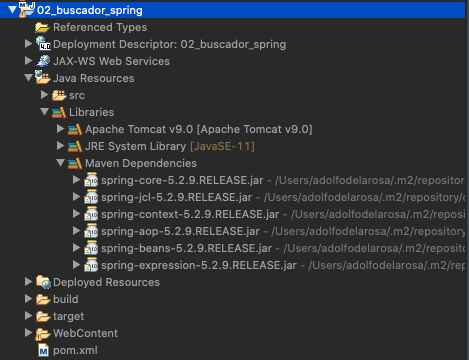 02_buscador_spring
Referenced Types
Deployment Descriptor: 02_buscador_spring
JAX-WS Web Services
Java Resources
src
Libraries
Apache Tomcat v9.0 [Apache Tomcat v9.0]
JRE System Library [JavaSE-11]
Maven Dependencies
spring-core-5.2.9.RELEASE.jar - /Users/adolfodelarosa/.m2/repository
spring-jcl-5.2.9.RELEASE.jar - /Users/adolfodelarosa/.m2/repository/
spring-context-5.2.9.RELEASE.jar - /Users/adolfodelarosa/.m2/reposi
spring-aop-5.2.9.RELEASE.jar - /Users/adolfodelarosa/.m2/repository
spring-beans-5.2.9.RELEASE.jar - /Users/adolfodelarosa/.m2/reposito
spring-expression-5.2.9.RELEASE.jar - /Users/adolfodelarosa/.m2/rep
Deployed Resources
build
target
WebContent
pom.xml